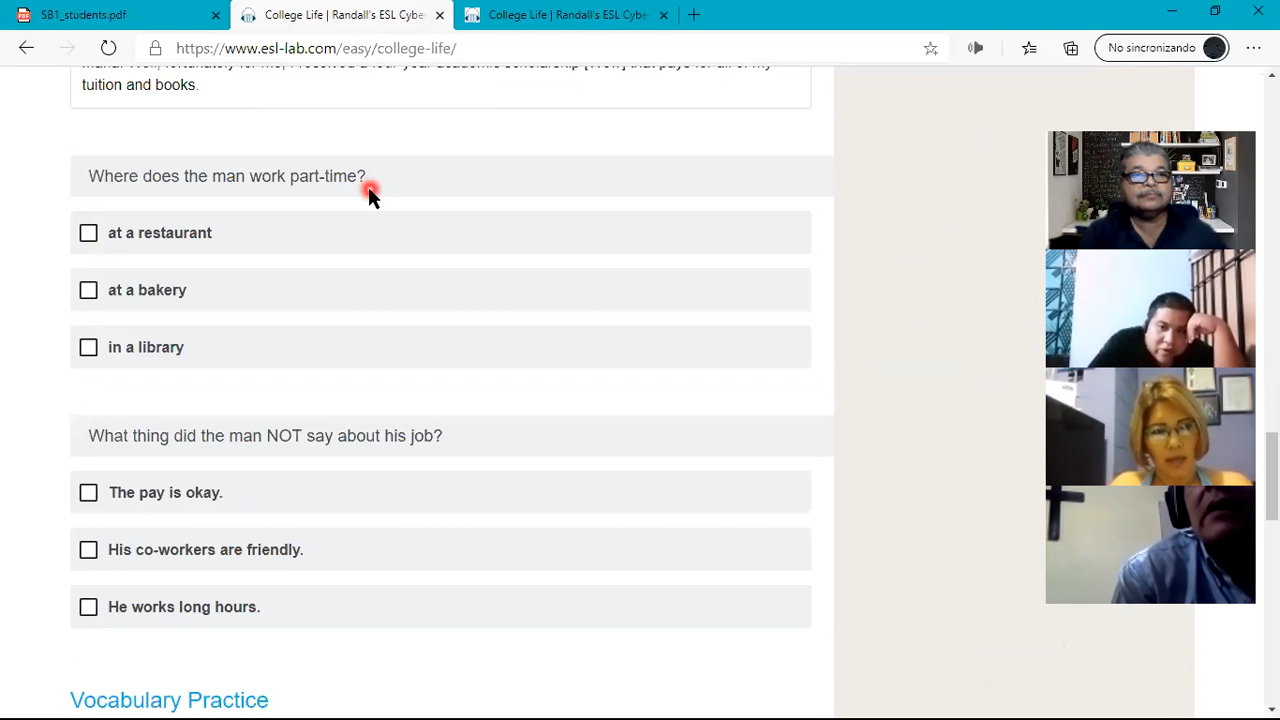 SB1_students.pdf
College Life | Randall's ESL Cybe
College Life | Randall's ESL Cybe
https://www.esl-lab.com/easy/college-life/
No sincronizando
tuition and books.
Where does the man work part-time?
at a restaurant
at a bakery
in a library
What thing did the man NOT say about his job?
The pay is okay.
His co-workers are friendly.
He works long hours.
Vocabulary Practice